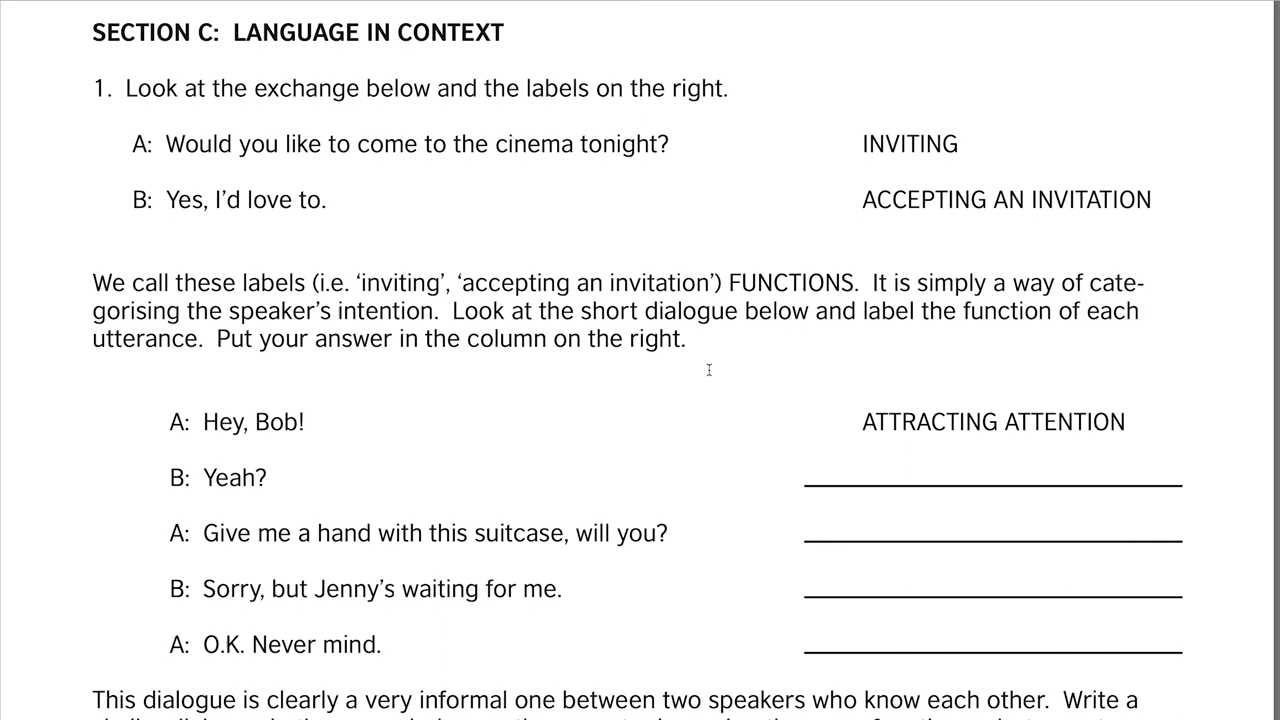 SECTION C:  LANGUAGE IN CONTEXT
1.  Look at the exchange below and the labels on the right.
A:  Would you like to come to the cinema tonight?  INVITING
B:  Yes, I’d love to.  ACCEPTING AN INVITATION
We call these labels (i.e. ‘inviting’, ‘accepting an invitation’) FUNCTIONS.  It is simply a way of cate-
gorising the speaker’s intention.  Look at the short dialogue below and label the function of each
utterance.  Put your answer in the column on the right.
A:  Hey, Bob!  ATTRACTING ATTENTION
B:  Yeah?
A:  Give me a hand with this suitcase, will you?
B:  Sorry, but Jenny’s waiting for me.
A:  O.K. Never mind.
This dialogue is clearly a very informal one between two speakers who know each other.  Write a